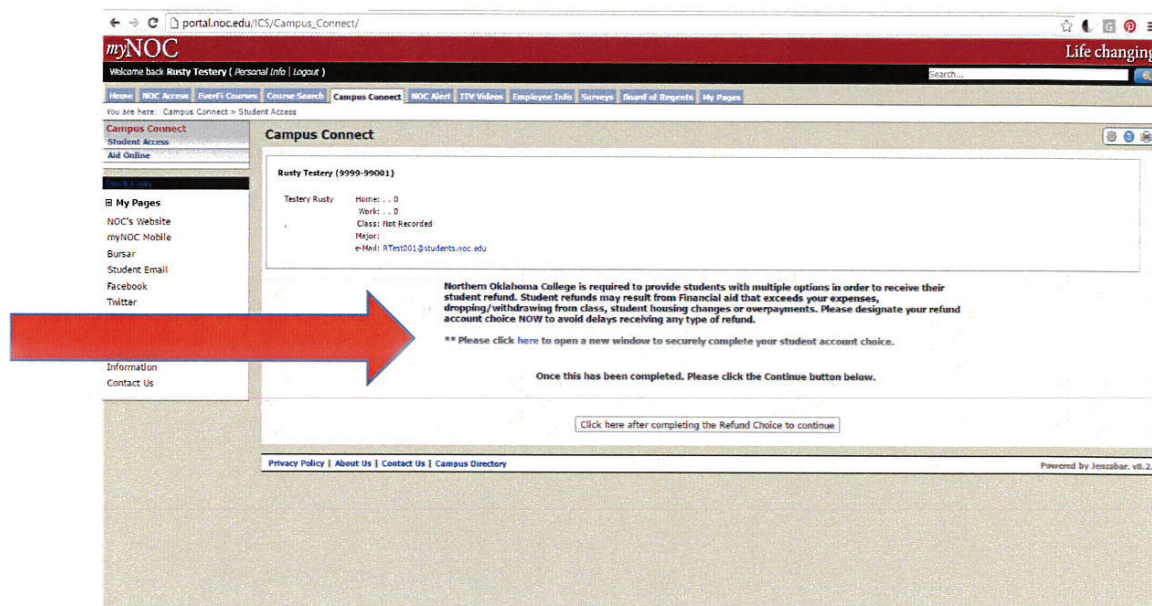 portal.noc.edu/ICS/Campus_Connect/
myNOC
Life changing
Welcome back Rusty Testery ( Personal Info | Logout )
Search...
Home NOC Access EverFi Courses Course Search Campus Connect NOC Alert ITV Videos Employee Info Surveys Board of Regents My Pages
You are here: Campus Connect > Student Access
Campus Connect
Student Access
Aid Online
Quick Links
My Pages
NOC's Website
myNOC Mobile
Bursar
Student Email
Facebook
Twitter
Information
Contact Us
Campus Connect
Rusty Testery (9999-99001)
Testery Rusty Home: . . 0
Work: . . 0
, Class: Not Recorded
Major:
e-Mail: RTest001@students.noc.edu
Northern Oklahoma College is required to provide students with multiple options in order to receive their
student refund. Student refunds may result from Financial aid that exceeds your expenses,
dropping/withdrawing from class, student housing changes or overpayments. Please designate your refund
account choice NOW to avoid delays receiving any type of refund.
** Please click here to open a new window to securely complete your student account choice.
Once this has been completed. Please click the Continue button below.
Click here after completing the Refund Choice to continue
Privacy Policy | About Us | Contact Us | Campus Directory
Powered by Jenzabar. v8.2.